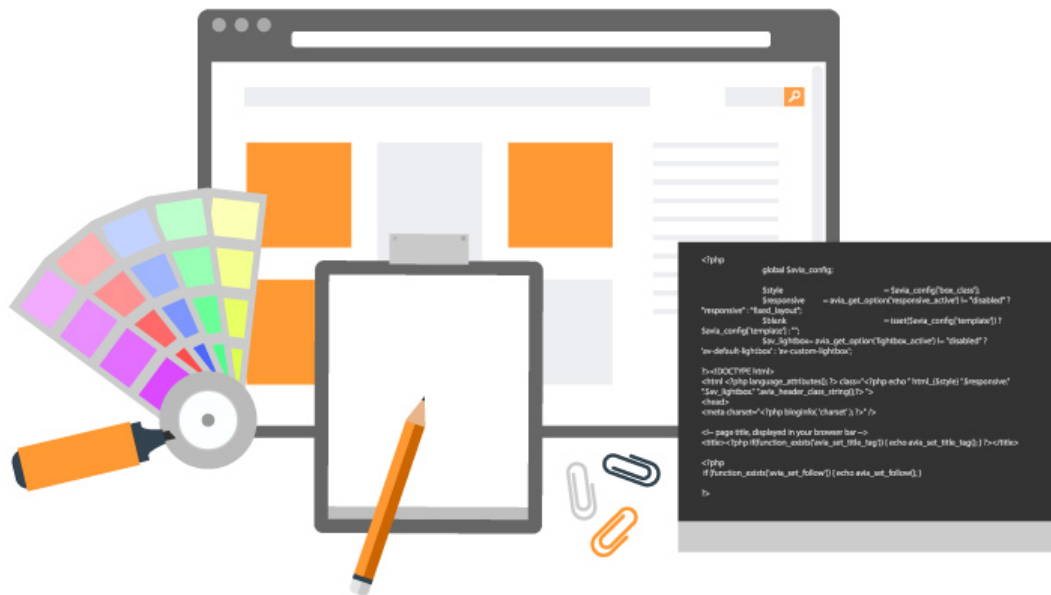 <?php
global $avia_config;
$style = $avia_config['box_class'];
$responsive = avia_get_option('responsive_active') != "disabled" ?
"responsive" : "fixed_layout";
$blank = isset($avia_config['template']) ?
$avia_config['template'] : "";
$av_lightbox= avia_get_option('lightbox_active') != "disabled" ?
'av-default-lightbox' : 'av-custom-lightbox';
?><!DOCTYPE html>
<html <?php language_attributes(); ?> class="<?php echo " html_{$style} ".$responsive."
".$av_lightbox." ".avia_header_class_string();?> ">
<head>
<meta charset="<?php bloginfo( 'charset' ); ?>" />
<!-- page title, displayed in your browser bar -->
<title><?php if(function_exists('avia_set_title_tag')) { echo avia_set_title_tag(); } ?></title>
<?php
if (function_exists('avia_set_follow')) { echo avia_set_follow(); }
?>